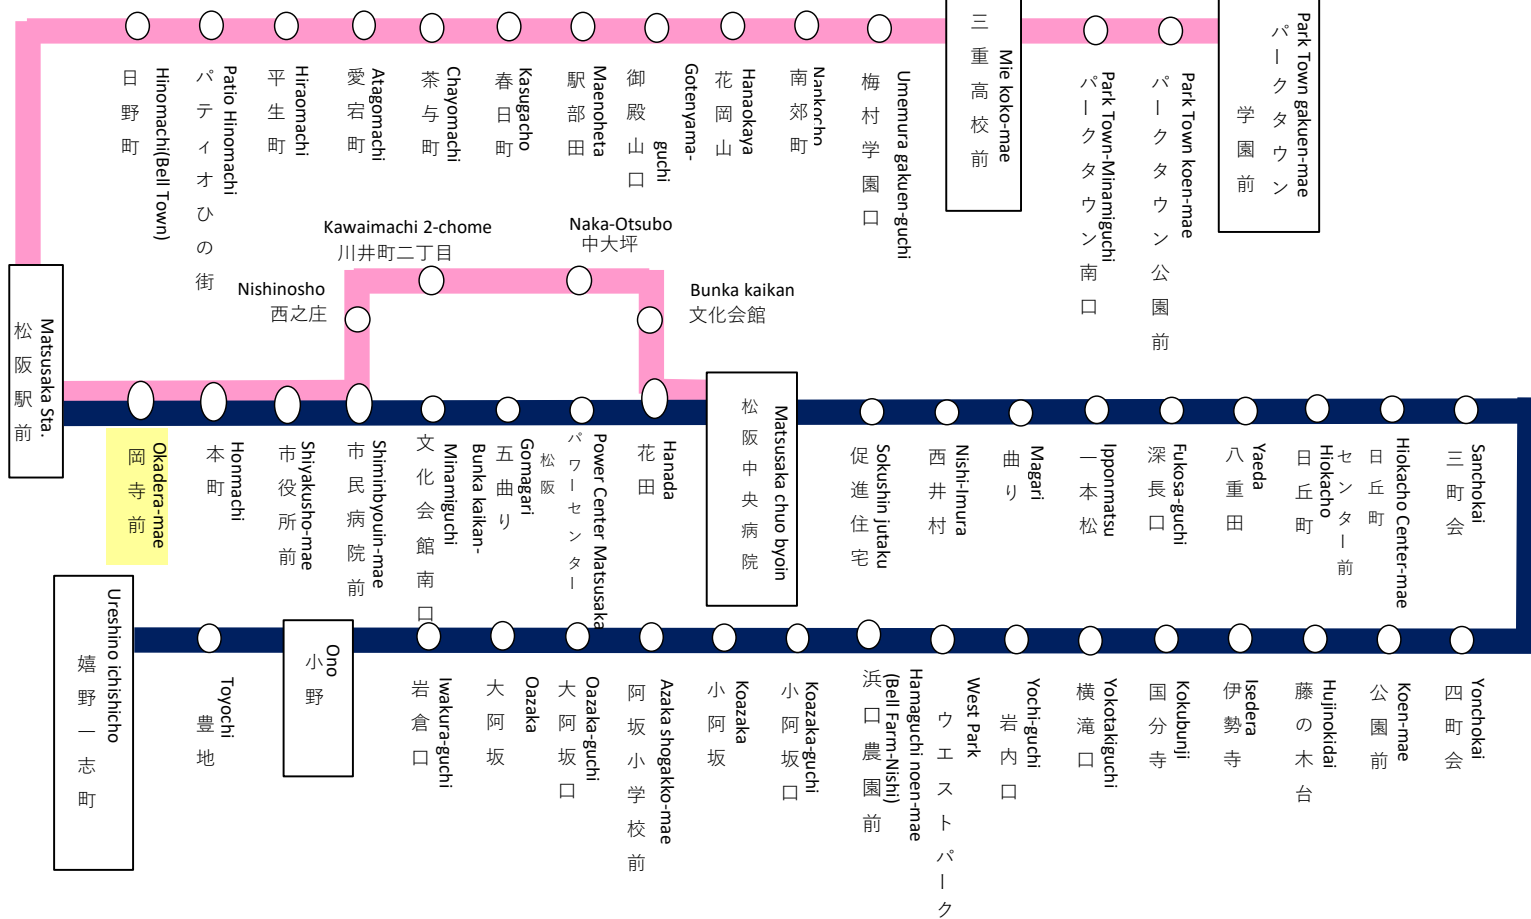 日野町
Hinomachi(Bell Town)
パティオひの街
Patio Hinomachi
平生町
Hiraomachi
愛宕町
Atagomachi
茶与町
Chayomachi
春日町
Kasugacho
駅部田
Maenoheta
御殿山口
Gotenyama-
guchi
花岡山
Hanaokaya
南郊町
Nankocho
梅村学園口
Umemura gakuen-guchi
三重高校前
Mie koko-mae
パークタウン南口
Park Town-Minamiguchi
パークタウン公園前
Park Town koen-mae
パークタウン
学園前
Park Town gakuen-mae
Kawaimachi 2-chome
川井町二丁目
Naka-Otsubo
中大坪
Nishinosho
西之庄
Bunka kaikan
文化会館
松阪駅前
Matsusaka Sta.
岡寺前
Okadera-mae
本町
Honmachi
市役所前
Shiyakusho-mae
市民病院前
Shiminbyouin-mae
文化会館南口
Bunka kaikan-
Minamiguchi
五曲り
Gomagari
松阪
パワーセンター
Power Center Matsusaka
花田
Hanada
松阪中央病院
Matsusaka chuo byoin
促進住宅
Sokushin jutaku
西井村
Nishi-Imura
曲り
Magari
一本松
Ipponmatsu
深長口
Fukosa-guchi
八重田
Yaeda
日丘町
Hiokacho
日丘町
センター前
Hiokacho Center-mae
三町会
Sanchokai
嬉野一志町
Ureshino ichishicho
豊地
Toyochi
小野
Ono
岩倉口
Iwakura-guchi
大阿坂
Oazaka
大阿坂口
Oazaka-guchi
阿坂小学校前
Azaka shogakko-mae
小阿坂
Koazaka
小阿坂口
Koazaka-guchi
浜口農園前
Hamaguchi noen-mae
(Bell Farm-Nishi)
ウエストパーク
West Park
岩内口
Yochi-guchi
横滝口
Yokotakiguchi
国分寺
Kokubunji
伊勢寺
Isedera
藤の木台
Hujinokidai
公園前
Koen-mae
四町会
Yonchokai